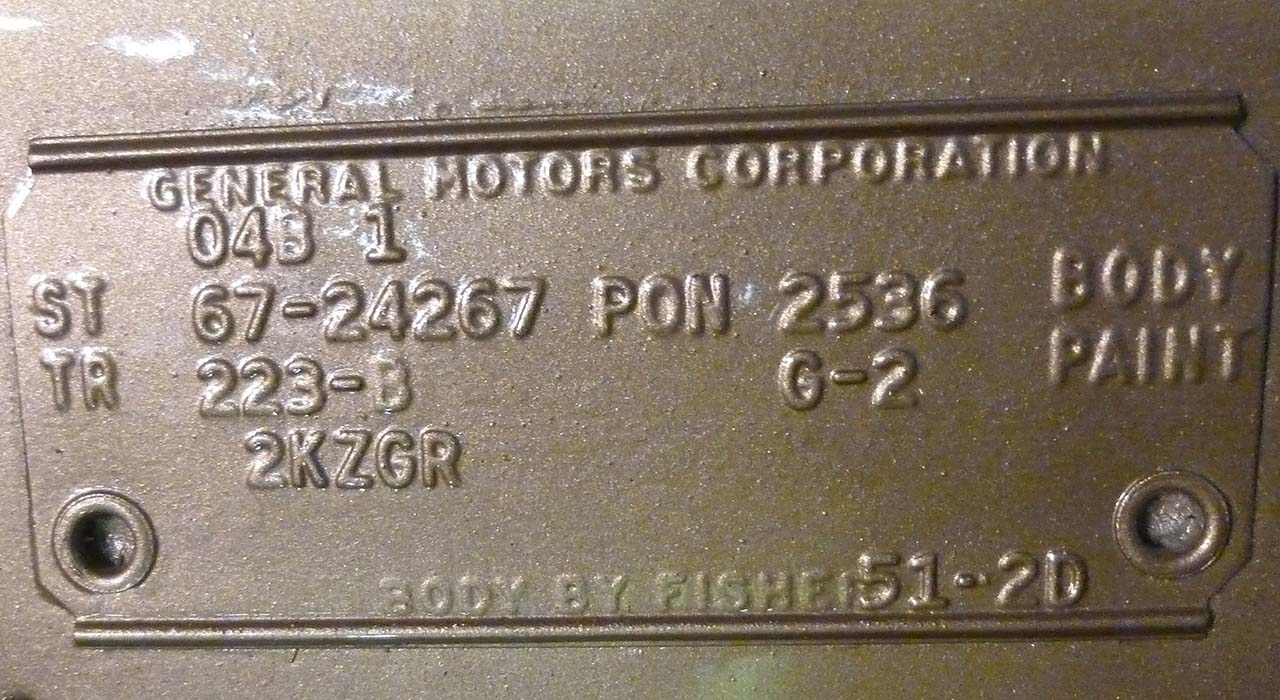 GENERAL MOTORS CORPORATION
04B 1
ST 67-24267 PON 2536 BODY
TR 223-B G-2 PAINT
2KZGR
BODY BY FISHER 51-2D